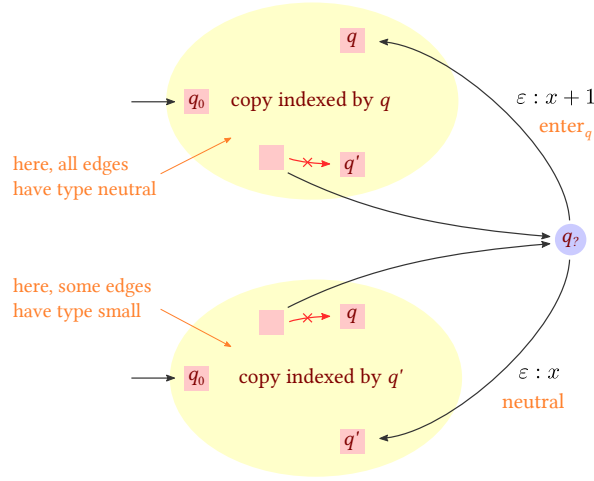 q
q₀
copy indexed by q
ε : x + 1
enter_q
here, all edges
have type neutral
q'
q?
here, some edges
have type small
q
q₀
copy indexed by q'
ε : x
neutral
q'